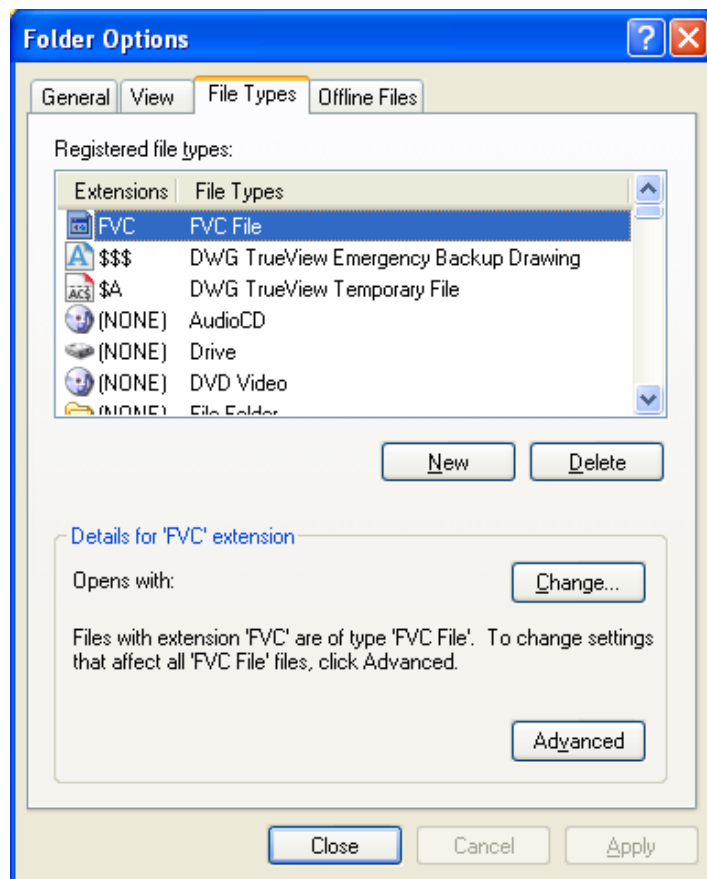 Folder Options
General View File Types Offline Files
Registered file types:
Extensions File Types
FVC FVC File
$$$ DWG TrueView Emergency Backup Drawing
$A DWG TrueView Temporary File
(NONE) AudioCD
(NONE) Drive
(NONE) DVD Video
(NONE) File Folder
New Delete
Details for 'FVC' extension
Opens with: Change...
Files with extension 'FVC' are of type 'FVC File'. To change settings
that affect all 'FVC File' files, click Advanced.
Advanced
Close Cancel Apply